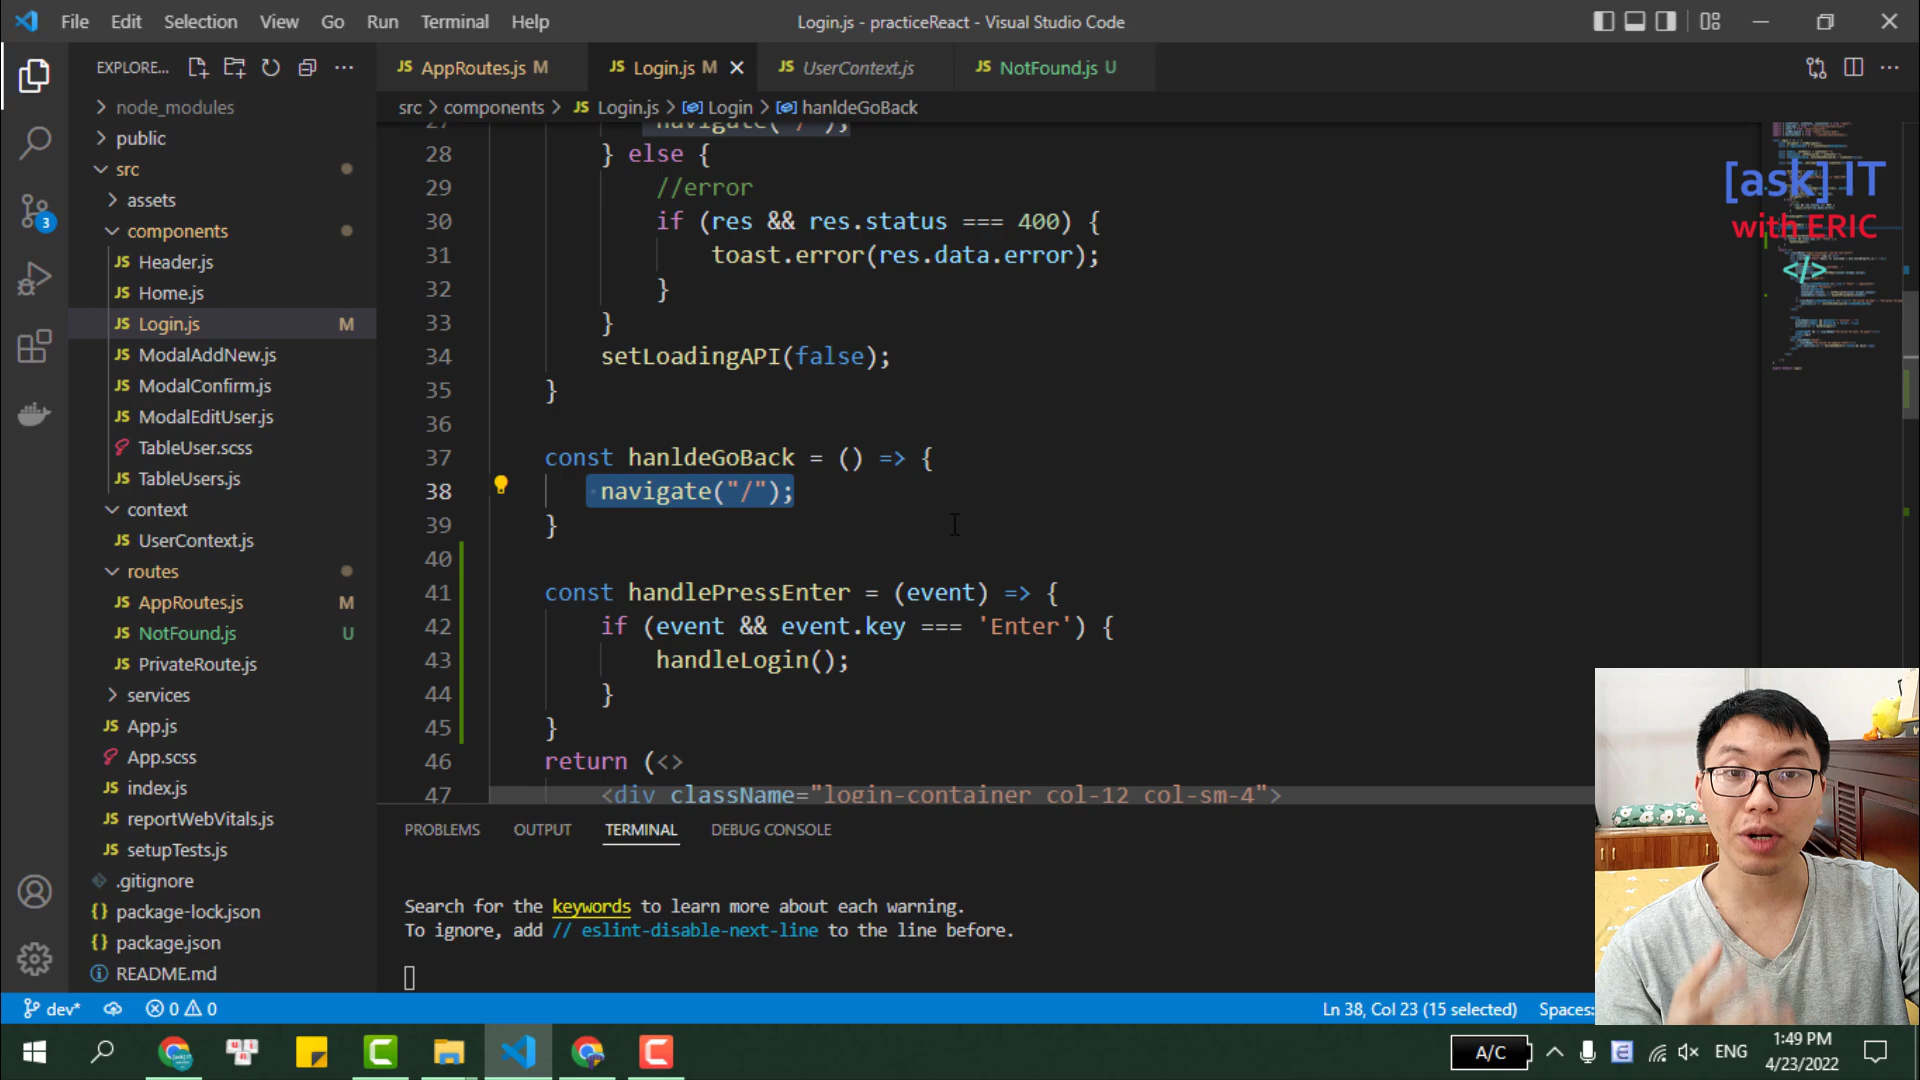 File Edit Selection View Go Run Terminal Help
Login.js - practiceReact - Visual Studio Code
EXPLORE...
JS AppRoutes.js M
JS Login.js M
JS UserContext.js
JS NotFound.js U
src > components > JS Login.js > Login > hanldeGoBack
node_modules
public
src
assets
components
JS Header.js
JS Home.js
JS Login.js M
JS ModalAddNew.js
JS ModalConfirm.js
JS ModalEditUser.js
TableUser.scss
JS TableUsers.js
context
JS UserContext.js
routes
JS AppRoutes.js M
JS NotFound.js U
JS PrivateRoute.js
services
JS App.js
App.scss
JS index.js
JS reportWebVitals.js
JS setupTests.js
.gitignore
{} package-lock.json
{} package.json
README.md
3
27 navigate("/");
28 } else {
29 //error
30 if (res && res.status === 400) {
31 toast.error(res.data.error);
32 }
33 }
34 setLoadingAPI(false);
35 }
36
37 const hanldeGoBack = () => {
38 navigate("/");
39 }
40
41 const handlePressEnter = (event) => {
42 if (event && event.key === 'Enter') {
43 handleLogin();
44 }
45 }
46 return (<>
47 <div className="login-container col-12 col-sm-4">
[ask] IT
with ERIC
</>
PROBLEMS OUTPUT TERMINAL DEBUG CONSOLE
Search for the keywords to learn more about each warning.
To ignore, add // eslint-disable-next-line to the line before.
dev* 0 0
Ln 38, Col 23 (15 selected) Spaces:
A/C
ENG
1:49 PM
4/23/2022